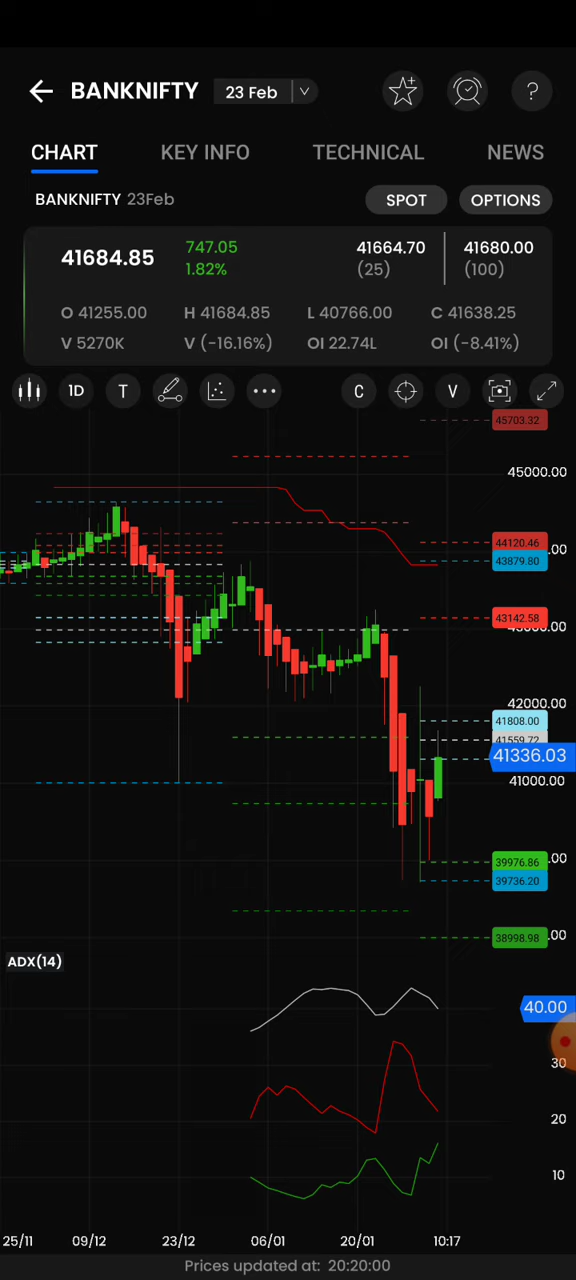 BANKNIFTY 23 Feb
?
CHART KEY INFO TECHNICAL NEWS
BANKNIFTY 23Feb SPOT OPTIONS
41684.85 747.05 1.82% 41664.70 (25) 41680.00 (100)
O 41255.00 H 41684.85 L 40766.00 C 41638.25
V 5270K V (-16.16%) OI 22.74L OI (-8.41%)
1D T C V
45703.32
45000.00
44120.46
.00
43879.80
43142.58
.00
42000.00
41808.00
41559.72
41336.03
41000.00
39976.86 .00
39736.20
38998.98 .00
ADX(14)
40.00
30
20
10
25/11 09/12 23/12 06/01 20/01 10:17
Prices updated at: 20:20:00